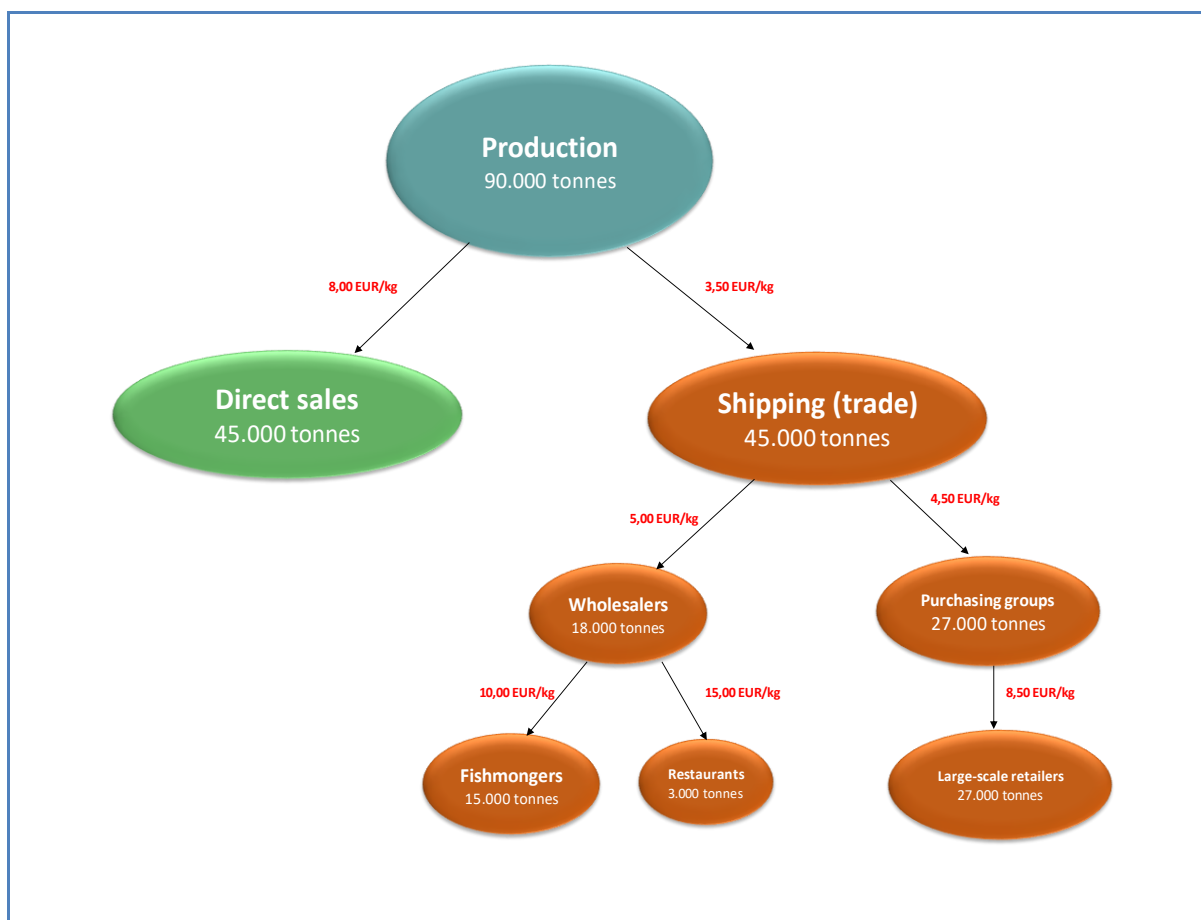 Production
90.000 tonnes
8,00 EUR/kg
3,50 EUR/kg
Direct sales
45.000 tonnes
Shipping (trade)
45.000 tonnes
5,00 EUR/kg
4,50 EUR/kg
Wholesalers
18.000 tonnes
Purchasing groups
27.000 tonnes
10,00 EUR/kg
15,00 EUR/kg
8,50 EUR/kg
Fishmongers
15.000 tonnes
Restaurants
3.000 tonnes
Large-scale retailers
27.000 tonnes